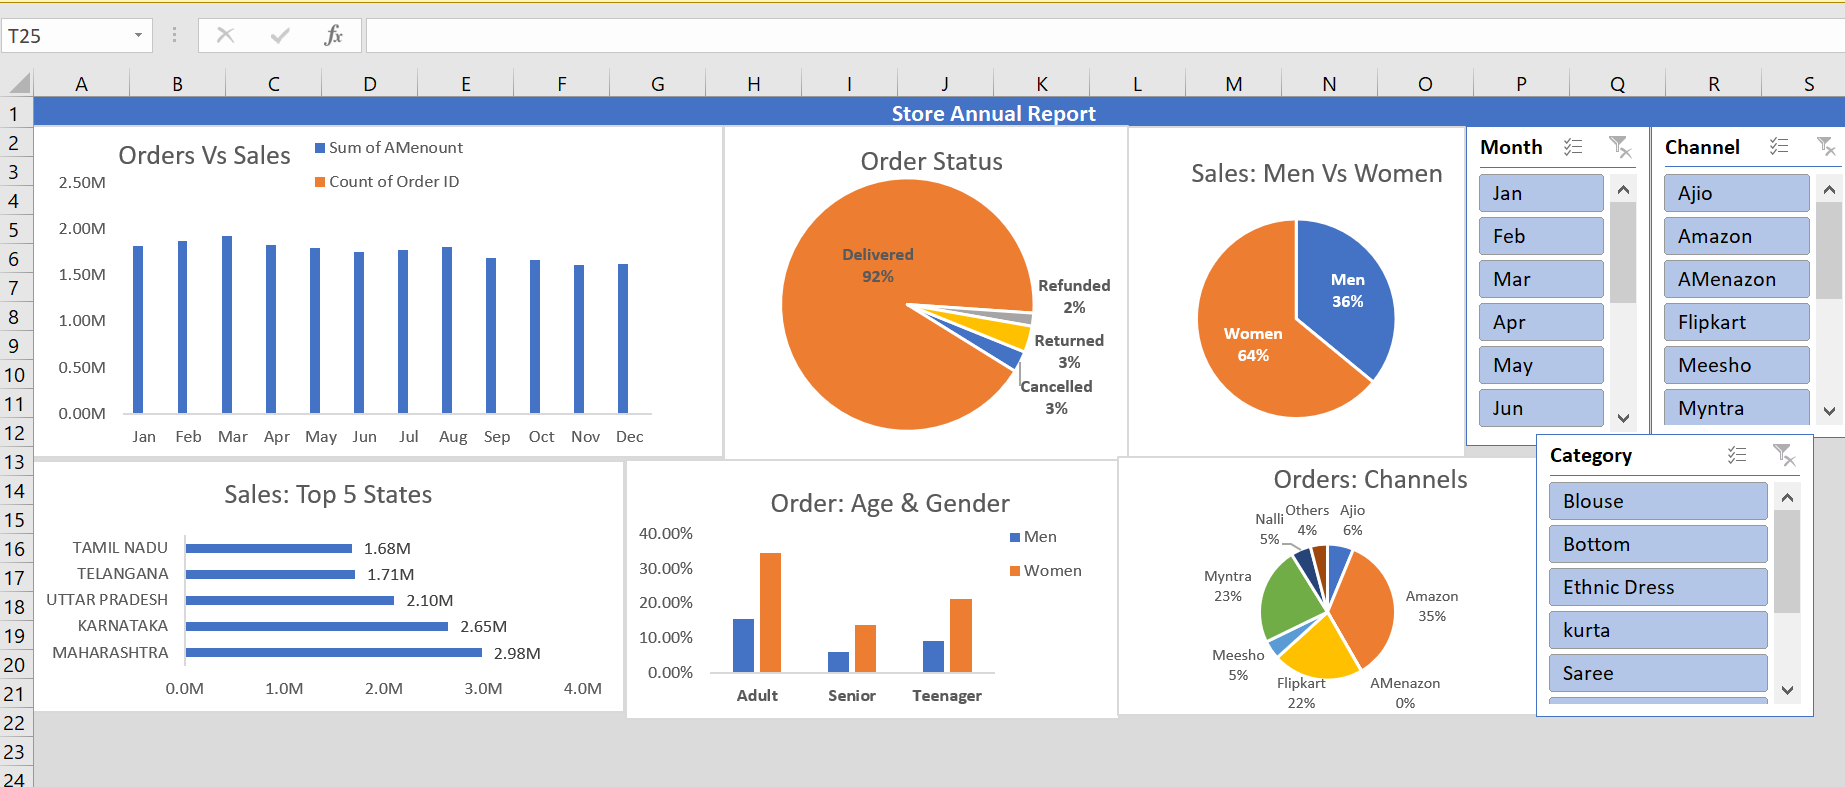 T25
fx
A B C D E F G H I J K L M N O P Q R S
1
2
3
4
5
6
7
8
9
10
11
12
13
14
15
16
17
18
19
20
21
22
23
24
Store Annual Report
Orders Vs Sales
Sum of AMenount
Count of Order ID
2.50M
2.00M
1.50M
1.00M
0.50M
0.00M
Jan Feb Mar Apr May Jun Jul Aug Sep Oct Nov Dec
Order Status
Delivered
92%
Refunded
2%
Returned
3%
Cancelled
3%
Sales: Men Vs Women
Men
36%
Women
64%
Month
Jan
Feb
Mar
Apr
May
Jun
Channel
Ajio
Amazon
AMenazon
Flipkart
Meesho
Myntra
Sales: Top 5 States
TAMIL NADU 1.68M
TELANGANA 1.71M
UTTAR PRADESH 2.10M
KARNATAKA 2.65M
MAHARASHTRA 2.98M
0.0M 1.0M 2.0M 3.0M 4.0M
Order: Age & Gender
40.00%
30.00%
20.00%
10.00%
0.00%
Adult Senior Teenager
Men
Women
Orders: Channels
Nalli
5%
Others
4%
Ajio
6%
Myntra
23%
Amazon
35%
Meesho
5%
Flipkart
22%
AMenazon
0%
Category
Blouse
Bottom
Ethnic Dress
kurta
Saree